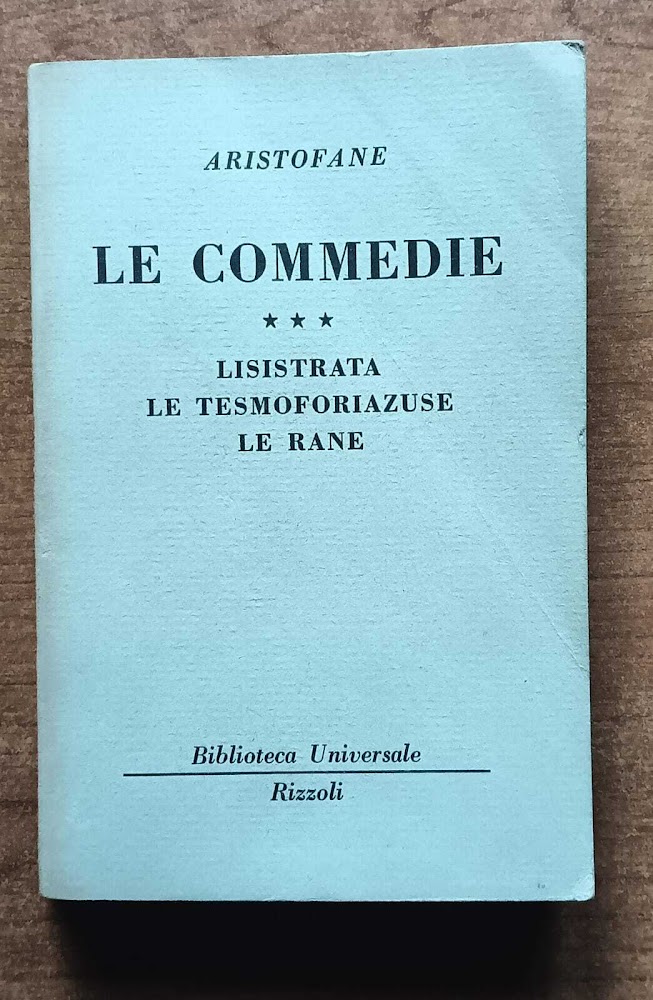 ARISTOFANE
LE COMMEDIE
★ ★ ★
LISISTRATA
LE TESMOFORIAZUSE
LE RANE
Biblioteca Universale
Rizzoli